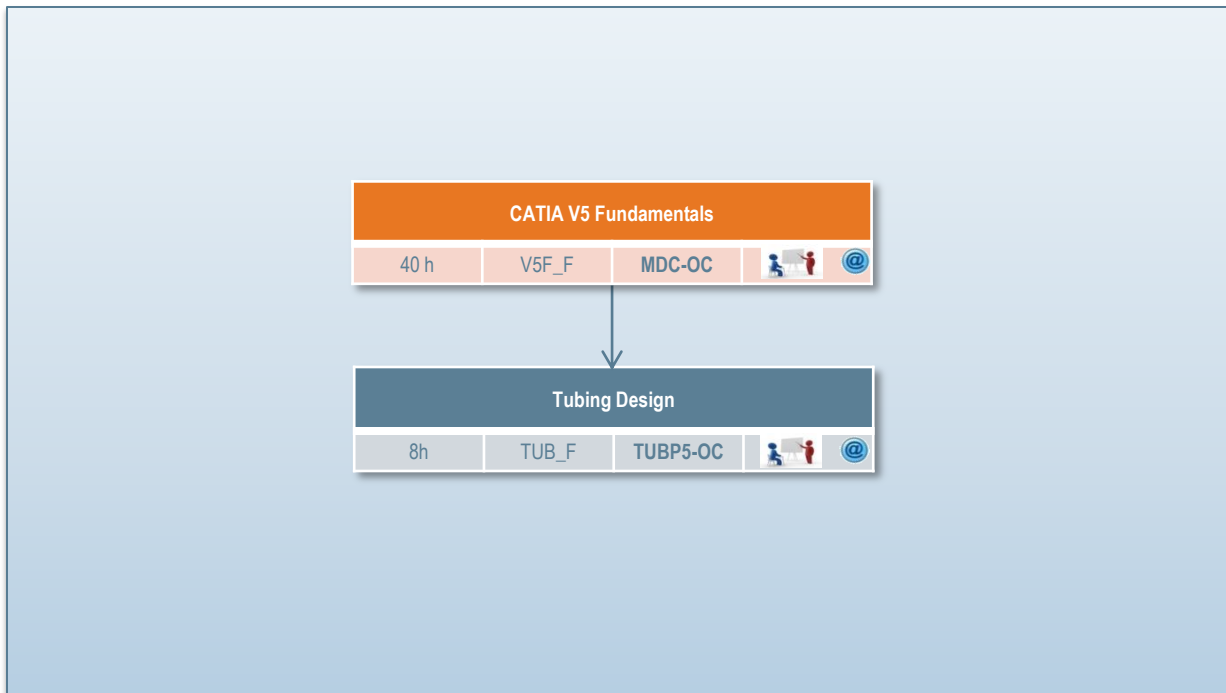 CATIA V5 Fundamentals
40 h V5F_F MDC-OC @
Tubing Design
8h TUB_F TUBP5-OC @